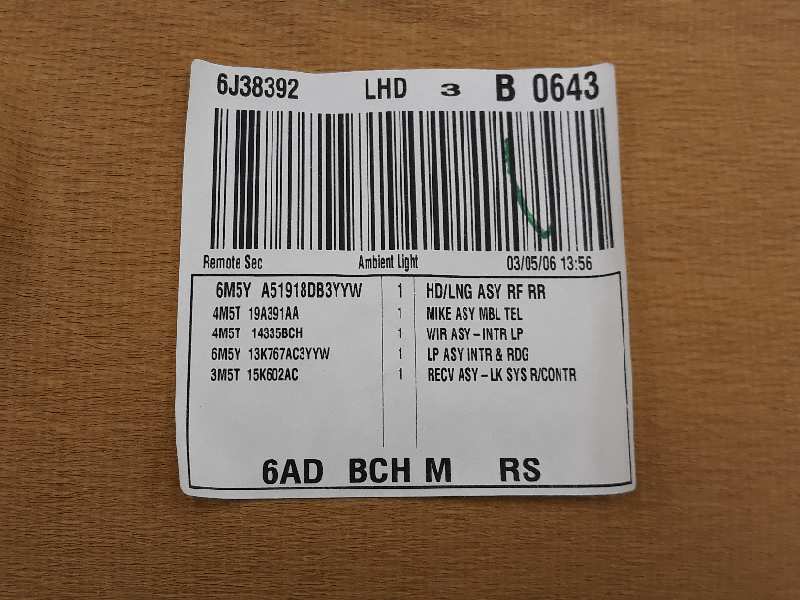 6J38392 LHD 3 B 0643
Remote Sec Ambient Light 03/05/06 13:56
6M5Y A51918DB3YYW 1 HD/LNG ASY RF RR
4M5T 19A391AA 1 MIKE ASY MBL TEL
4M5T 14335BCH 1 WIR ASY – INTR LP
6M5Y 13K767AC3YYW 1 LP ASY INTR & RDG
3M5T 15K602AC 1 RECV ASY – LK SYS R/CONTR
6AD BCH M RS